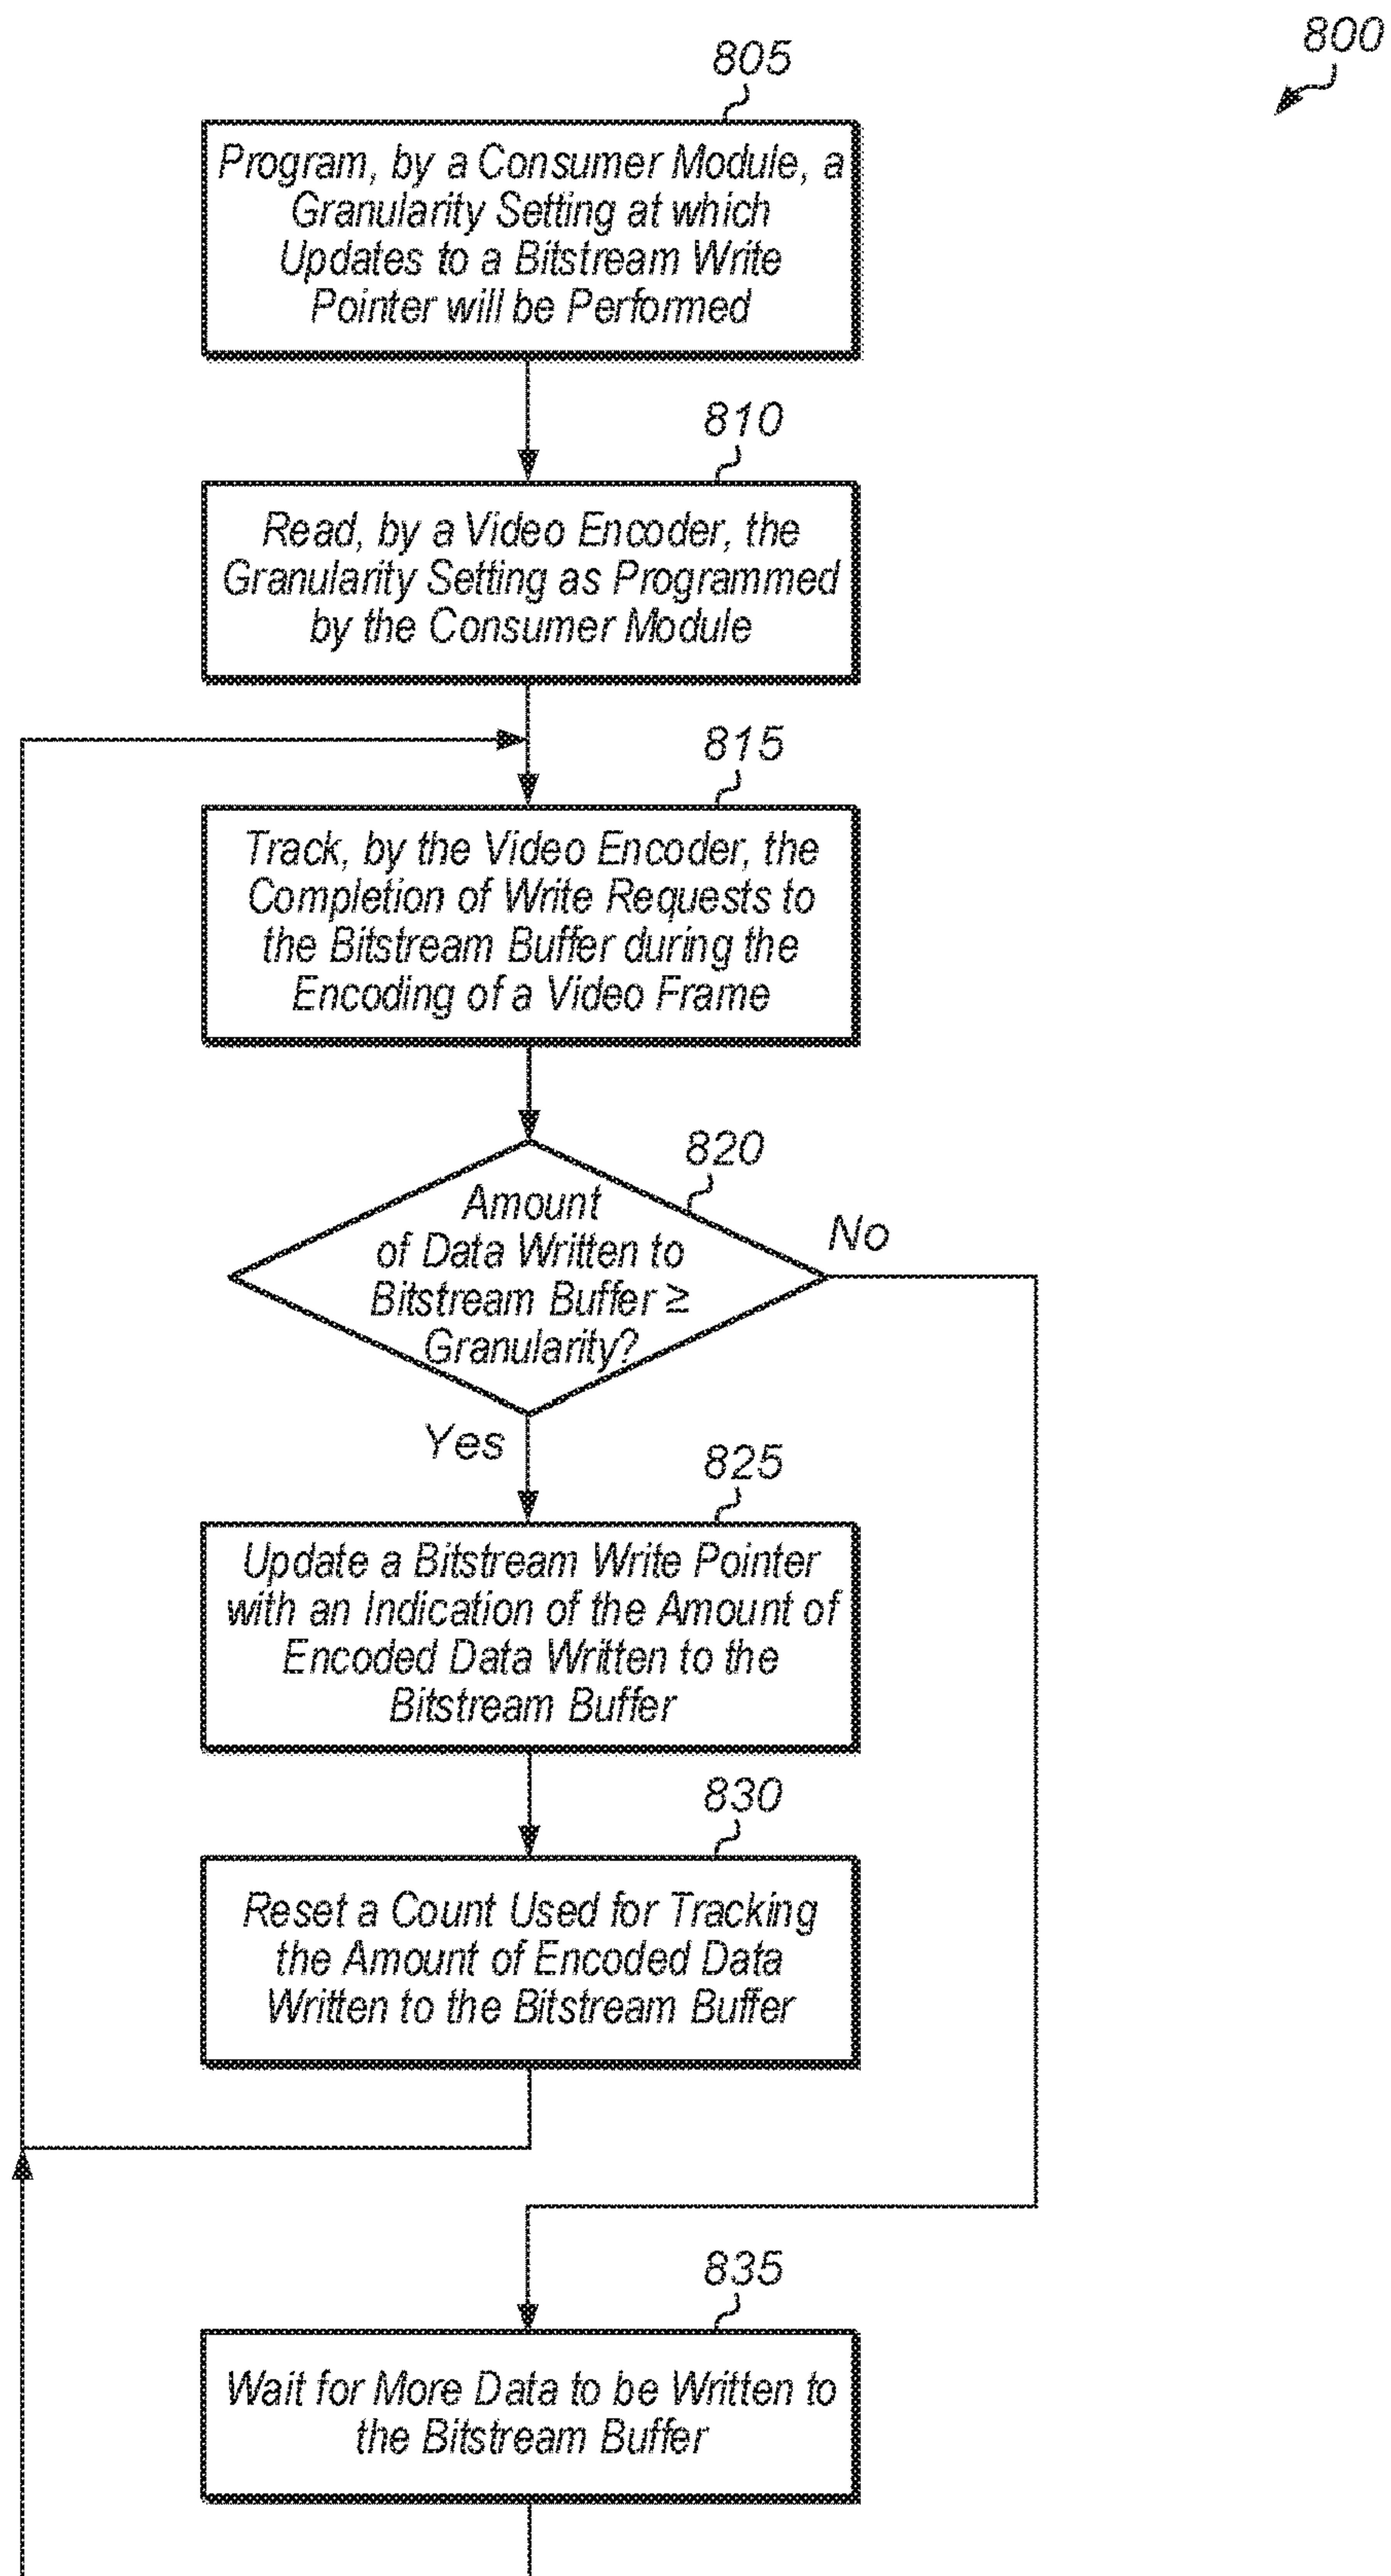 800
805
Program, by a Consumer Module, a
Granularity Setting at which
Updates to a Bitstream Write
Pointer will be Performed
810
Read, by a Video Encoder, the
Granularity Setting as Programmed
by the Consumer Module
815
Track, by the Video Encoder, the
Completion of Write Requests to
the Bitstream Buffer during the
Encoding of a Video Frame
820
Amount
of Data Written to
Bitstream Buffer ≥
Granularity?
No
Yes
825
Update a Bitstream Write Pointer
with an Indication of the Amount of
Encoded Data Written to the
Bitstream Buffer
830
Reset a Count Used for Tracking
the Amount of Encoded Data
Written to the Bitstream Buffer
835
Wait for More Data to be Written to
the Bitstream Buffer